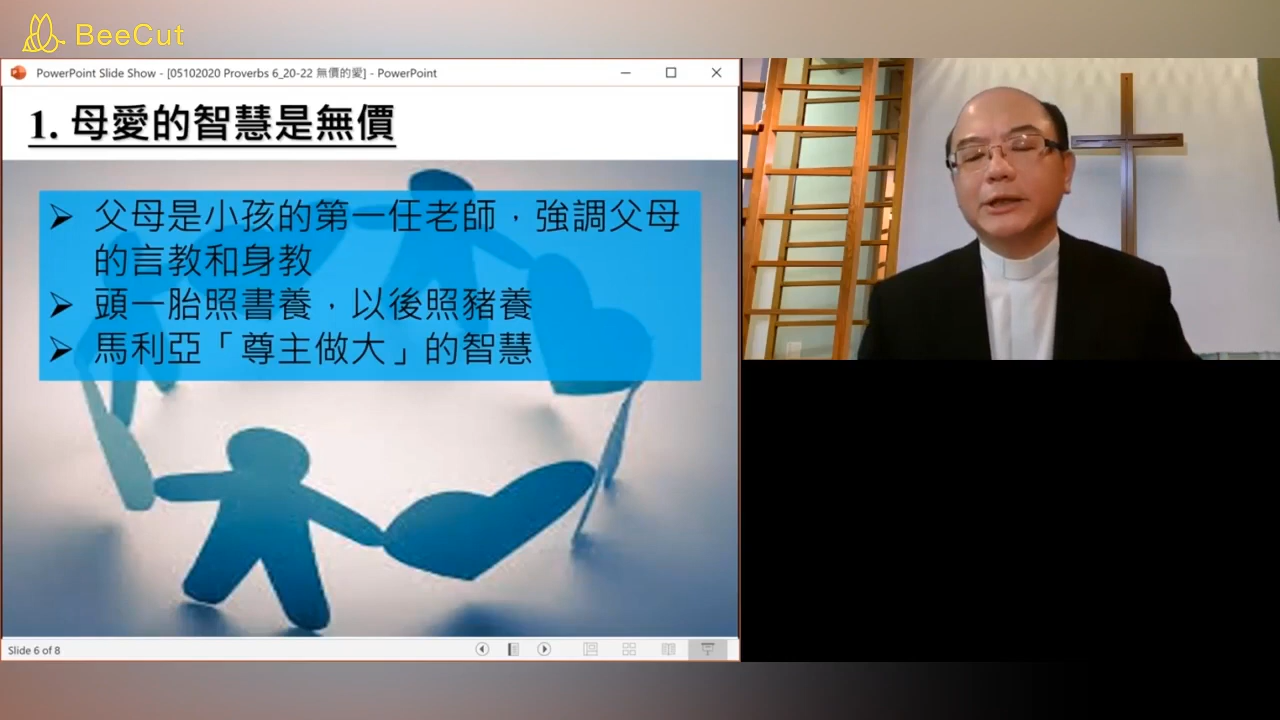 BeeCut
PowerPoint Slide Show - [05102020 Proverbs 6_20-22 無價的愛] - PowerPoint
1. 母愛的智慧是無價
父母是小孩的第一任老師，強調父母
的言教和身教
頭一胎照書養，以後照豬養
馬利亞「尊主做大」的智慧
Slide 6 of 8